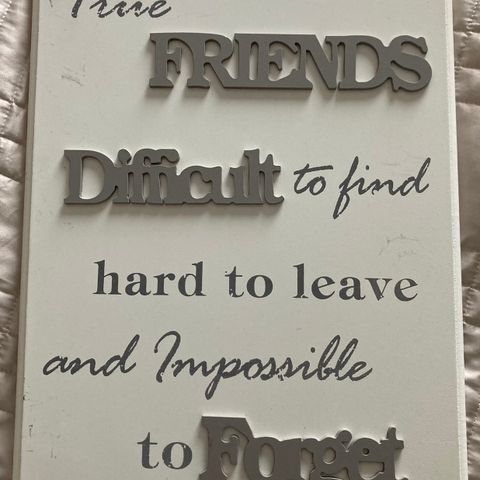 True
FRIENDS
Difficult to find
hard to leave
and Impossible
to Forget